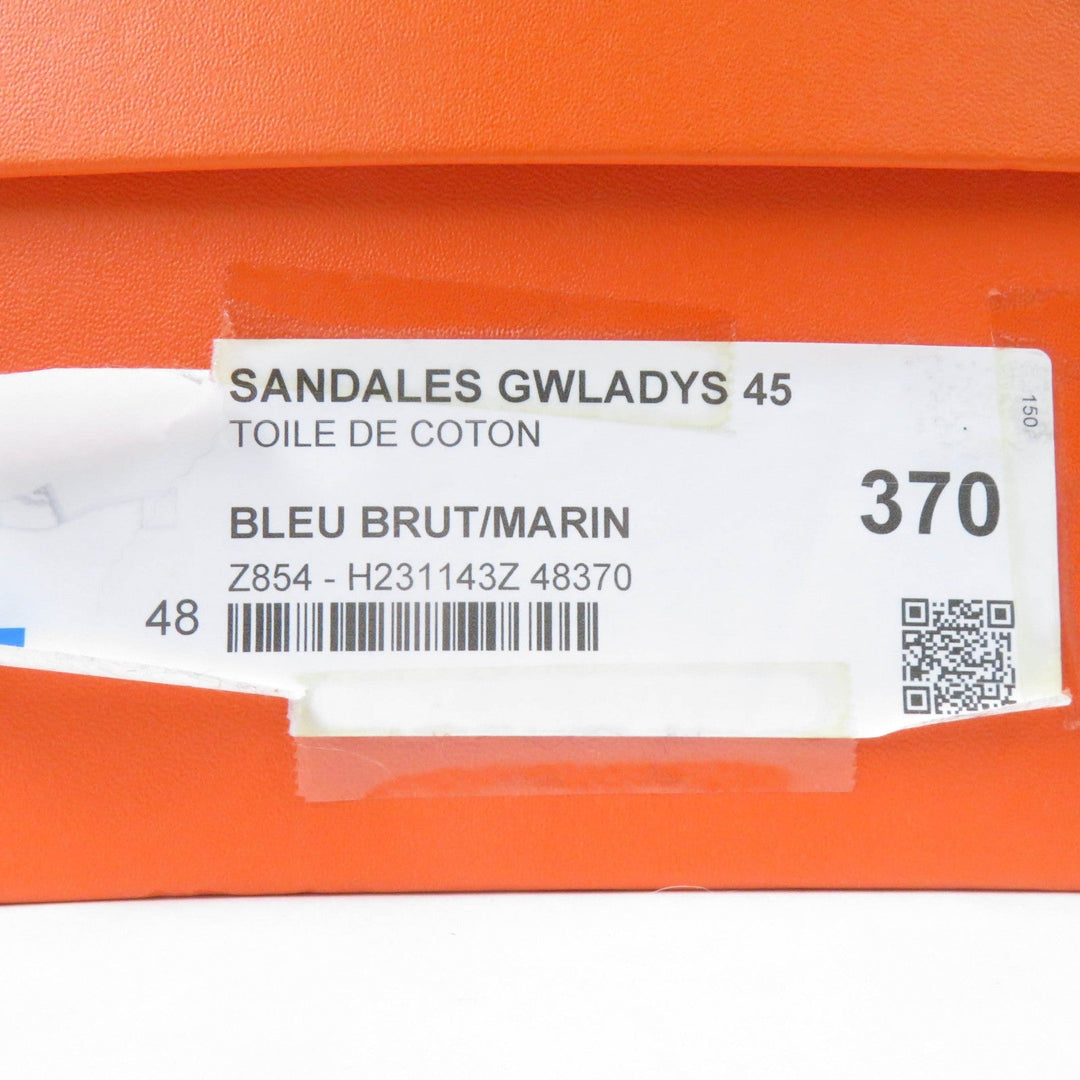 SANDALES GWLADYS 45
TOILE DE COTON
150
370
BLEU BRUT/MARIN
Z854 - H231143Z 48370
48